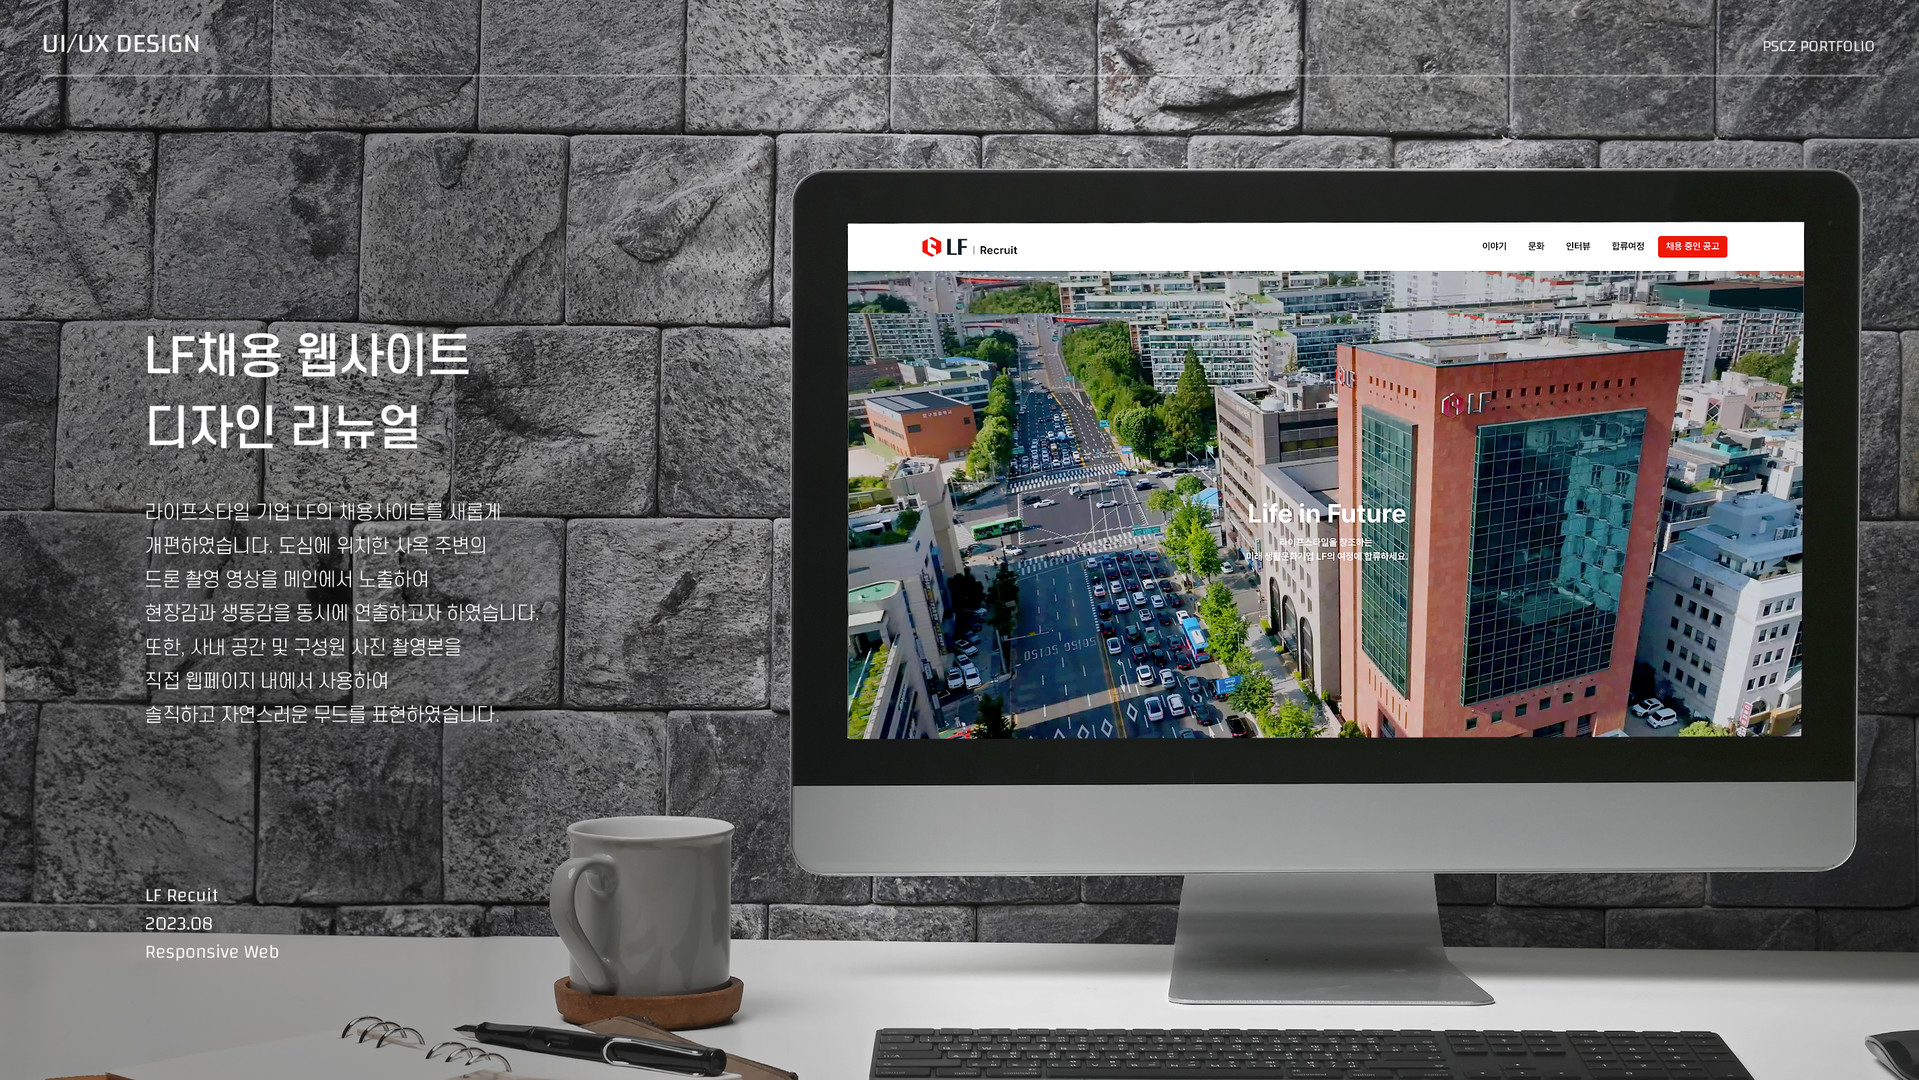 UI/UX DESIGN
PSCZ PORTFOLIO
LF채용 웹사이트
디자인 리뉴얼
라이프스타일 기업 LF의 채용사이트를 새롭게
개편하였습니다. 도심에 위치한 사옥 주변의
드론 촬영 영상을 메인에서 노출하여
현장감과 생동감을 동시에 연출하고자 하였습니다.
또한, 사내 공간 및 구성원 사진 촬영본을
직접 웹페이지 내에서 사용하여
솔직하고 자연스러운 무드를 표현하였습니다.
LF Recuit
2023.08
Responsive Web
LF | Recruit
이야기 문화 인터뷰 합류여정 채용 중인 공고
LF
LF
Life in Future
라이프스타일을 창조하는
미래 생활문화기업 LF의 여정에 합류하세요.